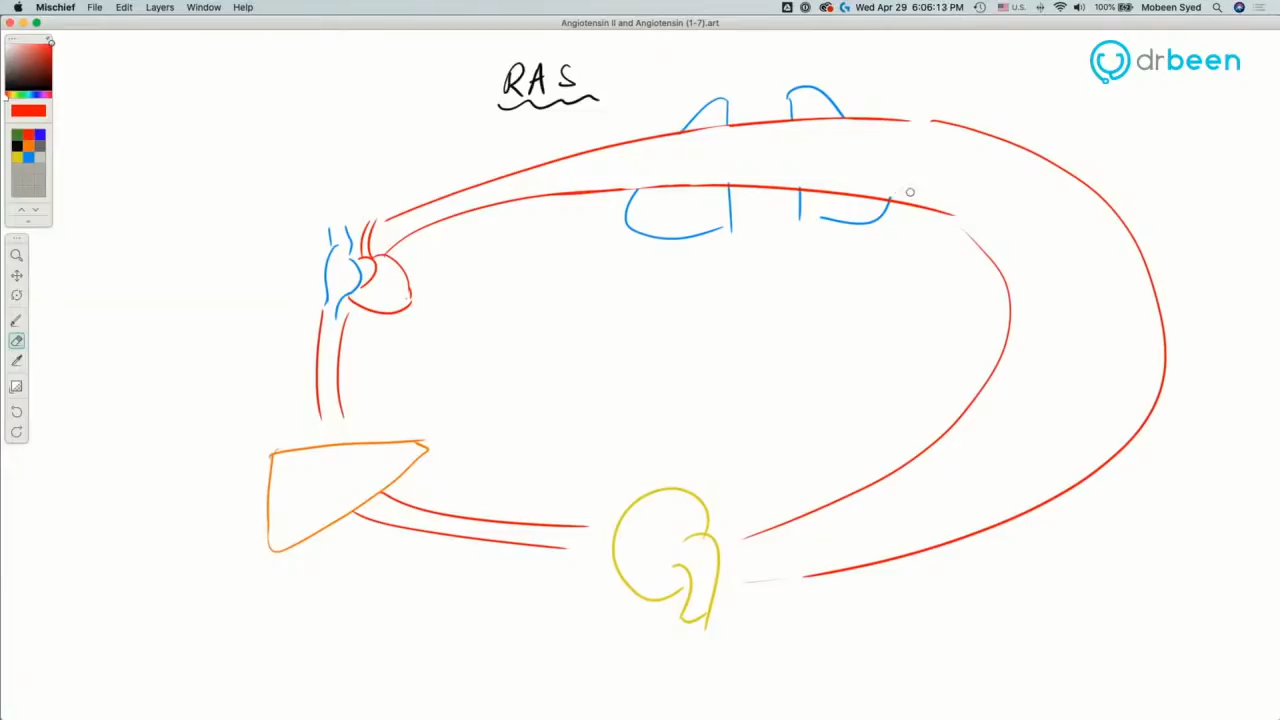 Mischief File Edit Layers Window Help
U.S. 100% Wed Apr 29 6:06:13 PM Mobeen Syed
Angiotensin II and Angiotensin (1-7).art
RAS
drbeen